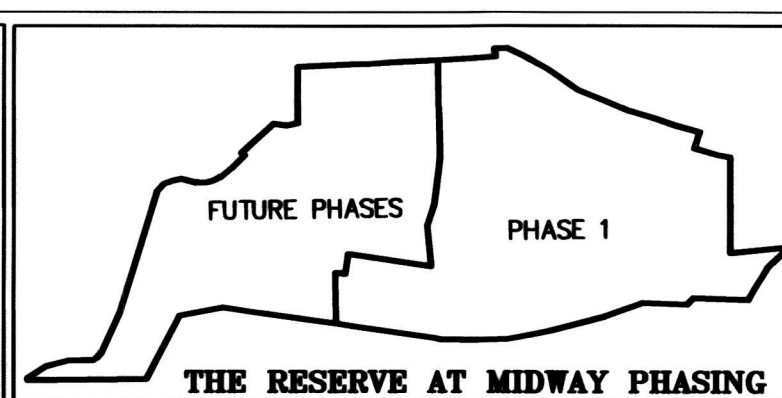 FUTURE PHASES
PHASE 1
THE RESERVE AT MIDWAY PHASING